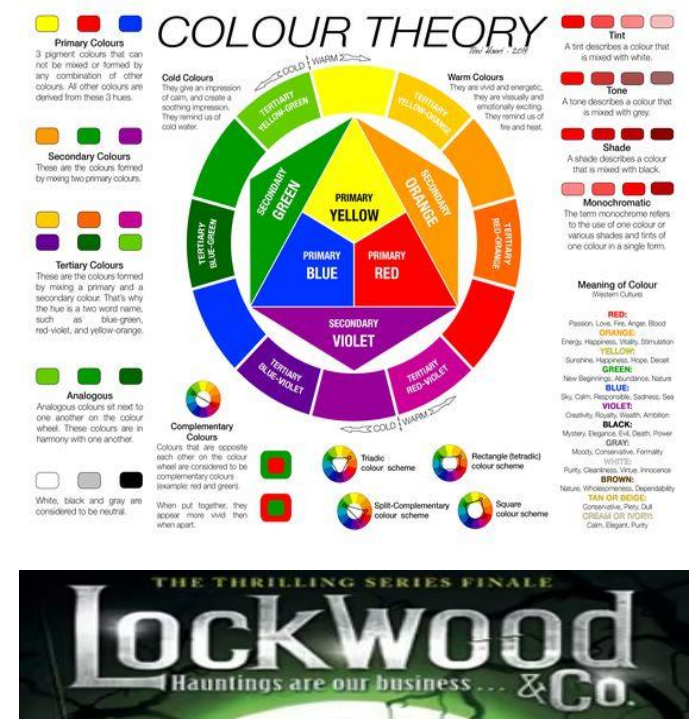 COLOUR THEORY
Primary Colours
3 pigment colours that can
not be mixed or formed by
any combination of other
colours. All other colours are
derived from these 3 hues.
Secondary Colours
These are the colours formed
by mixing two primary colours.
Tertiary Colours
These are the colours formed
by mixing a primary and a
secondary colour. That's why
the hue is a two word name,
such as blue-green,
red-violet, and yellow-orange.
Analogous
Analogous colours sit next to
one another on the colour
wheel. These colours are in
harmony with one another.
White, black and gray are
considered to be neutral.
Cold Colours
They give an impression
of calm, and create a
soothing impression.
They remind us of
cold water.
COLD
WARM
Warm Colours
They are vivid and energetic,
they are visually and
emotionally exciting.
They remind us of
fire and heat.
TERTIARY
YELLOW-GREEN
TERTIARY
YELLOW-ORANGE
SECONDARY
GREEN
SECONDARY
ORANGE
PRIMARY
YELLOW
TERTIARY
BLUE-GREEN
TERTIARY
RED-ORANGE
PRIMARY
BLUE
PRIMARY
RED
SECONDARY
VIOLET
TERTIARY
BLUE-VIOLET
TERTIARY
RED-VIOLET
COLD
WARM
Complementary
Colours
Colours that are opposite
each other on the colour
wheel are considered to be
complementary colours
(example: red and green).
When put together, they
appear more vivid then
when apart.
Triadic
colour scheme
Rectangle (tetradic)
colour scheme
Split-Complementary
colour scheme
Square
colour scheme
Tint
A tint describes a colour that
is mixed with white.
Tone
A tone describes a colour that
is mixed with grey.
Shade
A shade describes a colour
that is mixed with black.
Monochromatic
The term monochrome refers
to the use of one colour or
various shades and tints of
one colour in a single form.
Meaning of Colour
(Western Culture)
RED:
Passion, Love, Fire, Anger, Blood
ORANGE:
Energy, Happiness, Vitality, Stimulation
YELLOW:
Sunshine, Happiness, Hope, Deceit
GREEN:
New Beginnings, Abundance, Nature
BLUE:
Sky, Calm, Responsible, Sadness, Sea
VIOLET:
Creativity, Royalty, Wealth, Ambition
BLACK:
Mystery, Elegance, Evil, Death, Power
GRAY:
Moody, Conservative, Formality
WHITE:
Purity, Cleanliness, Virtue, Innocence
BROWN:
Nature, Wholesomeness, Dependability
TAN OR BEIGE:
Conservative, Piety, Dull
CREAM OR IVORY:
Calm, Elegant, Purity
THE THRILLING SERIES FINALE
LOCKWOOD
& Co.
Hauntings are our business...